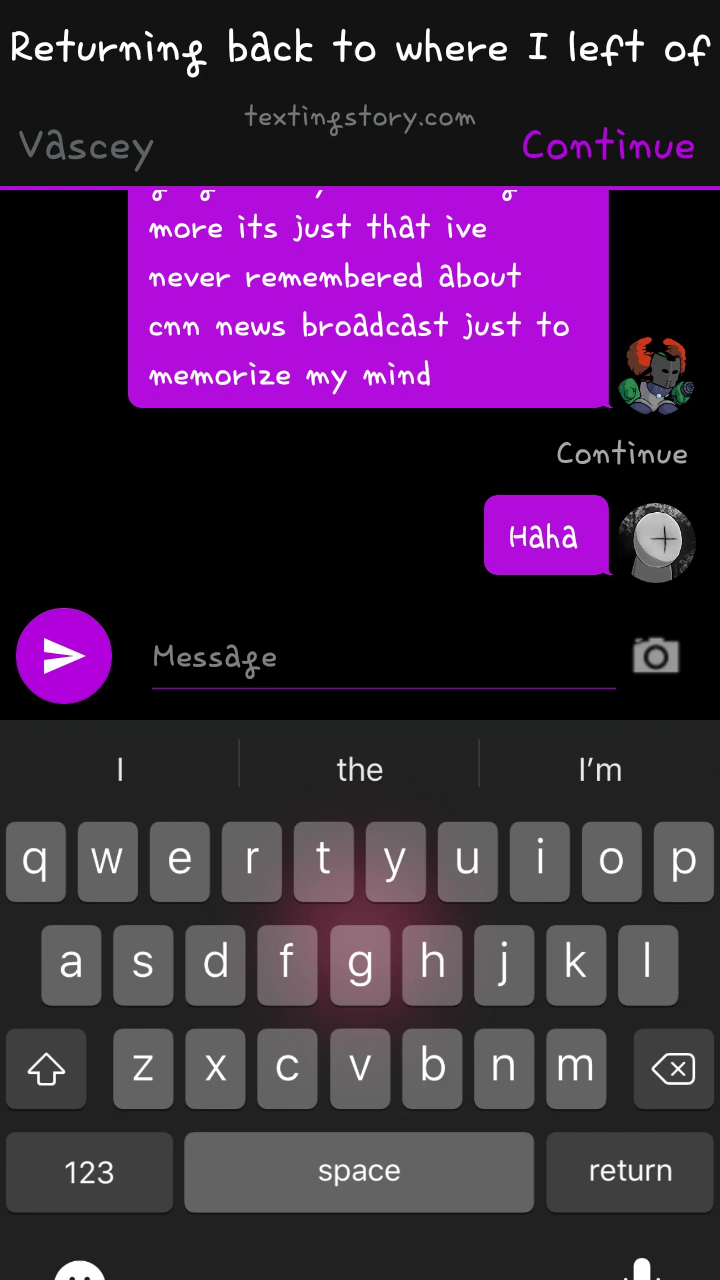 Returning back to where I left of
textingstory.com
Vascey
Continue
more its just that ive
never remembered about
cnn news broadcast just to
memorize my mind
Continue
Haha
Message
I
the
I'm
q w e r t y u i o p
a s d f g h j k l
z x c v b n m
123
space
return